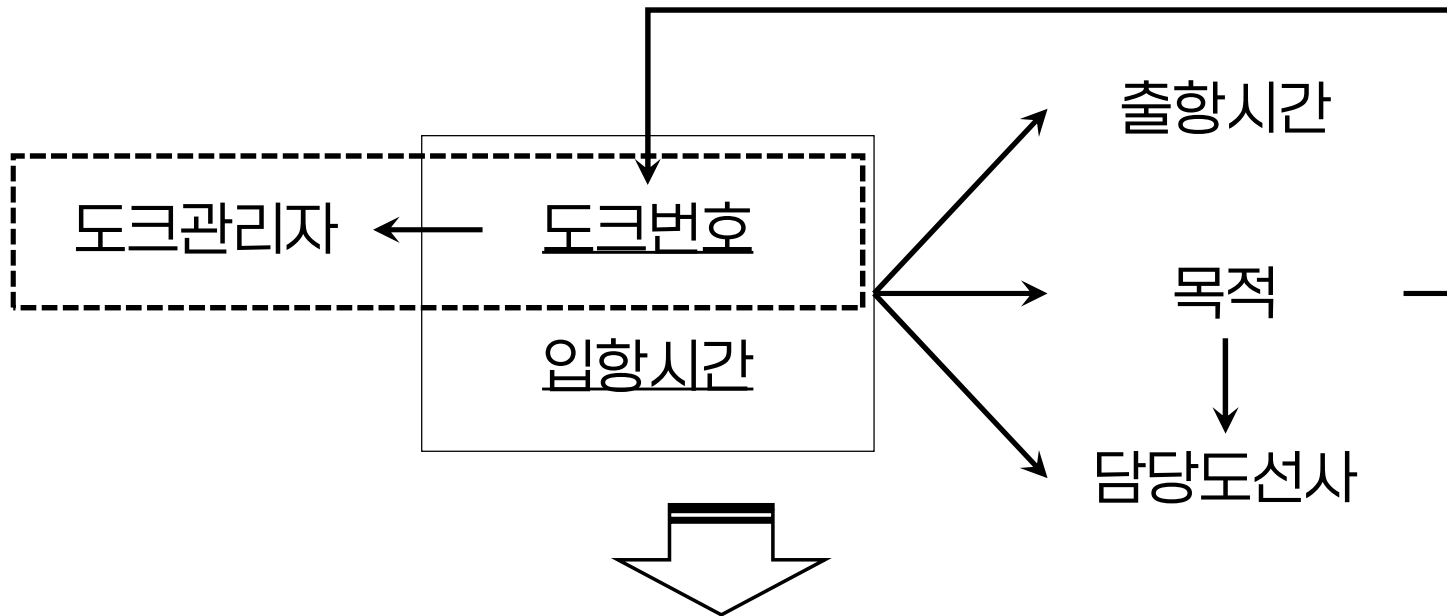 출항시간
도크관리자
도크번호
목적
입항시간
담당도선사